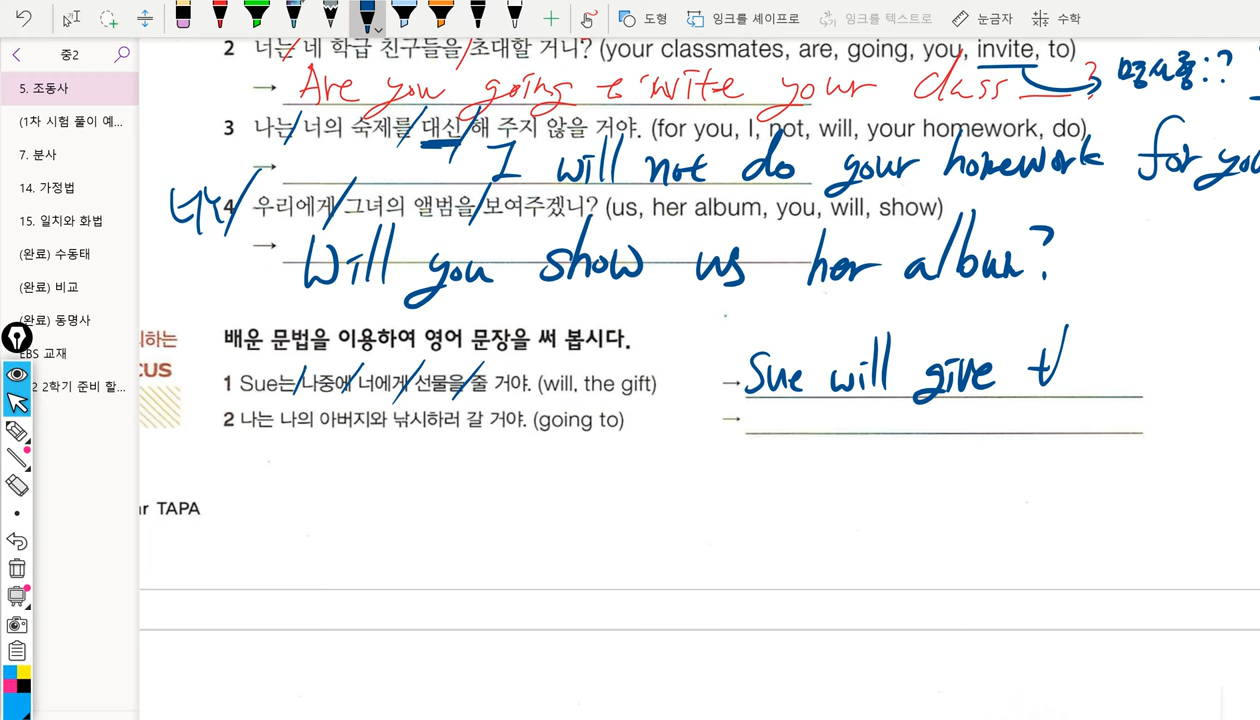 도형 잉크를 셰이프로 잉크를 텍스트로 눈금자 수학
중2
5. 조동사
(1차 시험 풀이 예...
7. 분사
14. 가정법
15. 일치와 화법
(완료) 수동태
(완료) 비교
(완료) 동명사
EBS 교재
2 2학기 준비 할...
2 너는 네 학급 친구들을 초대할 거니? (your classmates, are, going, you, invite, to)
→ Are you going to invite your class ?
3 나는 너의 숙제를 대신 해 주지 않을 거야. (for you, I, not, will, your homework, do)
→ I will not do your homework for you
4 우리에게 그녀의 앨범을 보여주겠니? (us, her album, you, will, show)
→ Will you show us her album?
하는
CUS
배운 문법을 이용하여 영어 문장을 써 봅시다.
1 Sue는 나중에 너에게 선물을 줄 거야. (will, the gift) → Sue will give t
2 나는 나의 아버지와 낚시하러 갈 거야. (going to) →
r TAPA